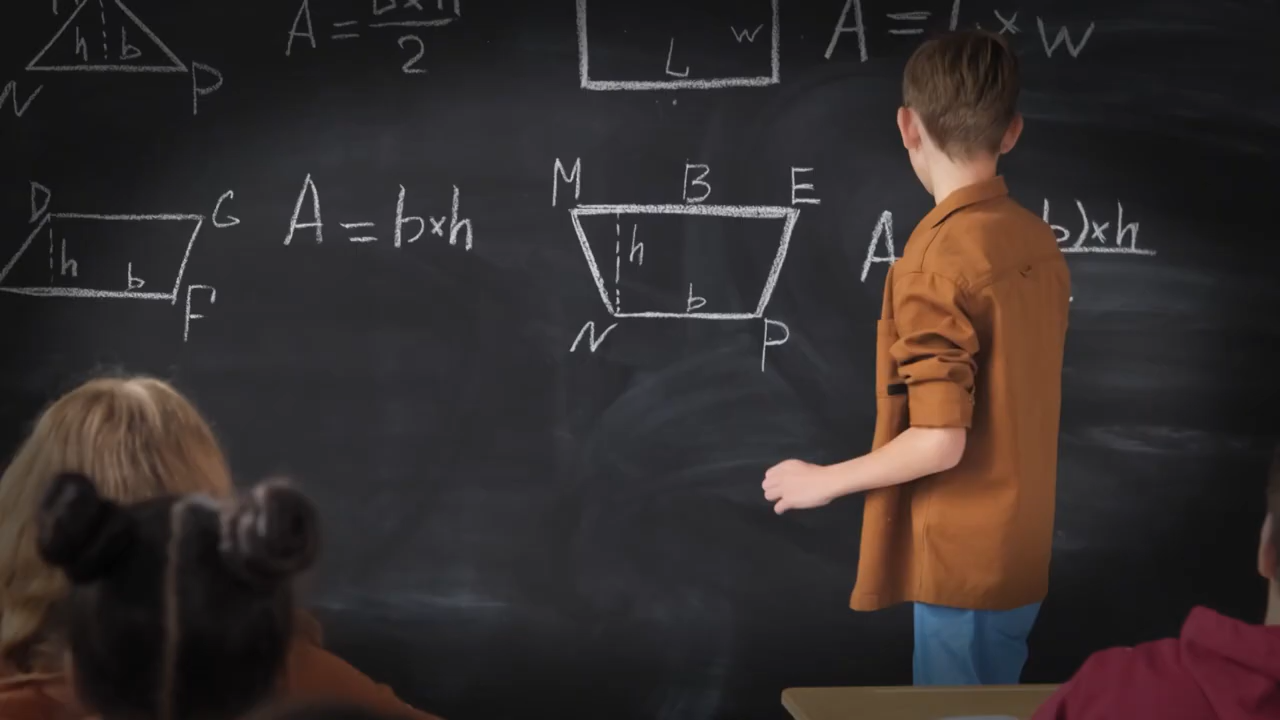 h b
A = b×h / 2
L w
A = L × w
N P
D G
h b
F
A = b×h
M B E
h
b
N P
A b)×h